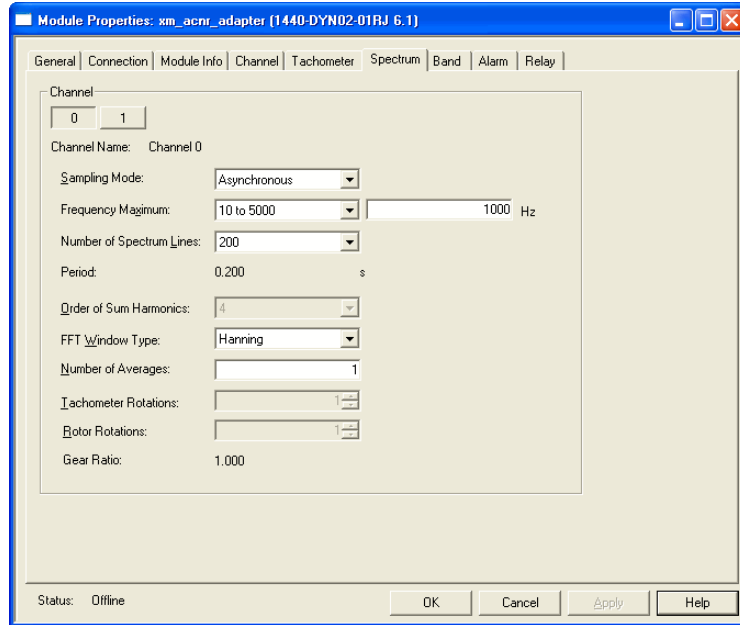 Module Properties: xm_acnr_adapter (1440-DYN02-01RJ 6.1)
General Connection Module Info Channel Tachometer Spectrum Band Alarm Relay
Channel
0 1
Channel Name: Channel 0
Sampling Mode: Asynchronous
Frequency Maximum: 10 to 5000 1000 Hz
Number of Spectrum Lines: 200
Period: 0.200 s
Order of Sum Harmonics: 4
FFT Window Type: Hanning
Number of Averages: 1
Tachometer Rotations: 1
Rotor Rotations: 1
Gear Ratio: 1.000
Status: Offline OK Cancel Apply Help